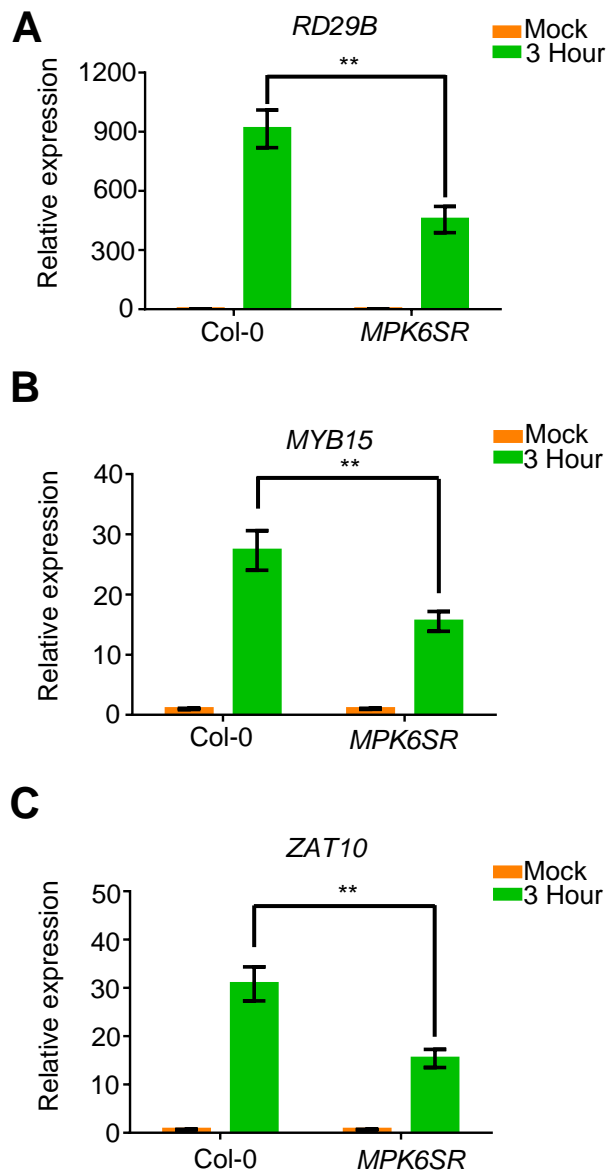 A
RD29B
Mock
3 Hour
Relative expression
1200
900
600
300
0
**
Col-0
MPK6SR
B
MYB15
Mock
3 Hour
Relative expression
40
30
20
10
0
**
Col-0
MPK6SR
C
ZAT10
Mock
3 Hour
Relative expression
50
40
30
20
10
0
**
Col-0
MPK6SR